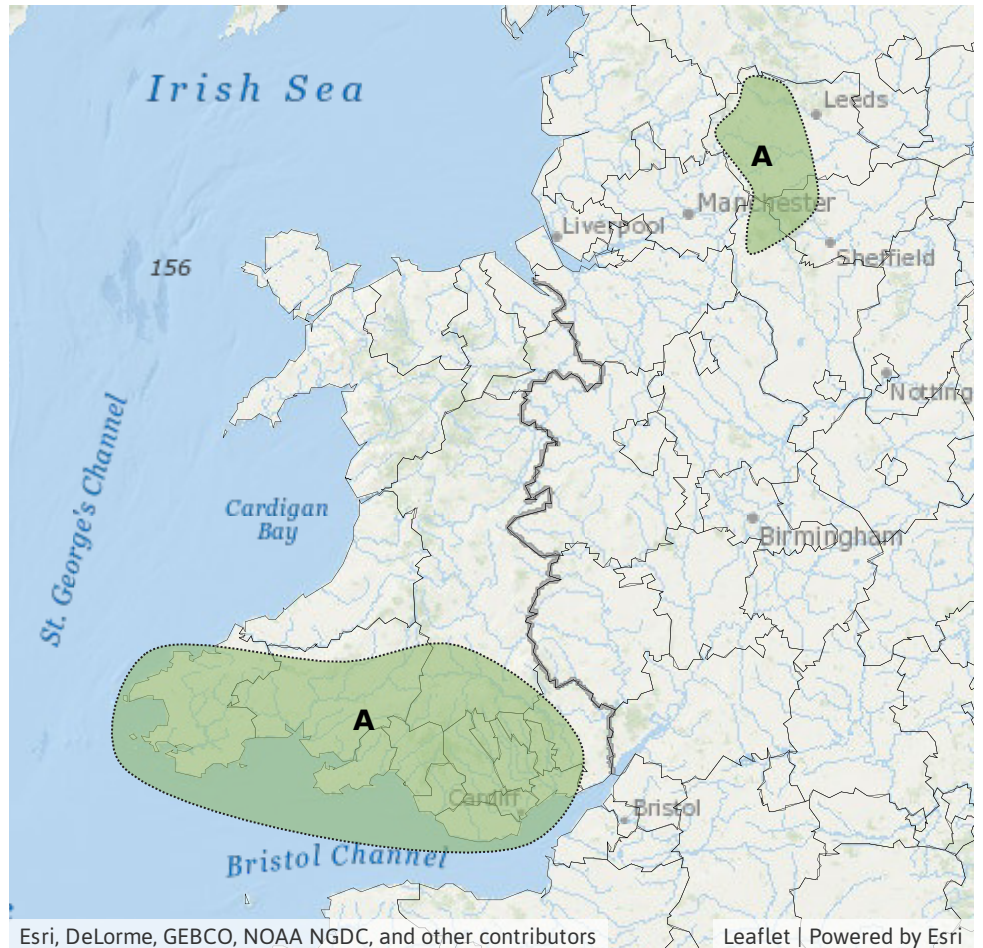 Irish Sea
Leeds
A
Manchester
Liverpool
Sheffield
156
Notting
St. George's Channel
Cardigan
Bay
Birmingham
A
Cardiff
Bristol
Bristol Channel
Esri, DeLorme, GEBCO, NOAA NGDC, and other contributors
Leaflet | Powered by Esri